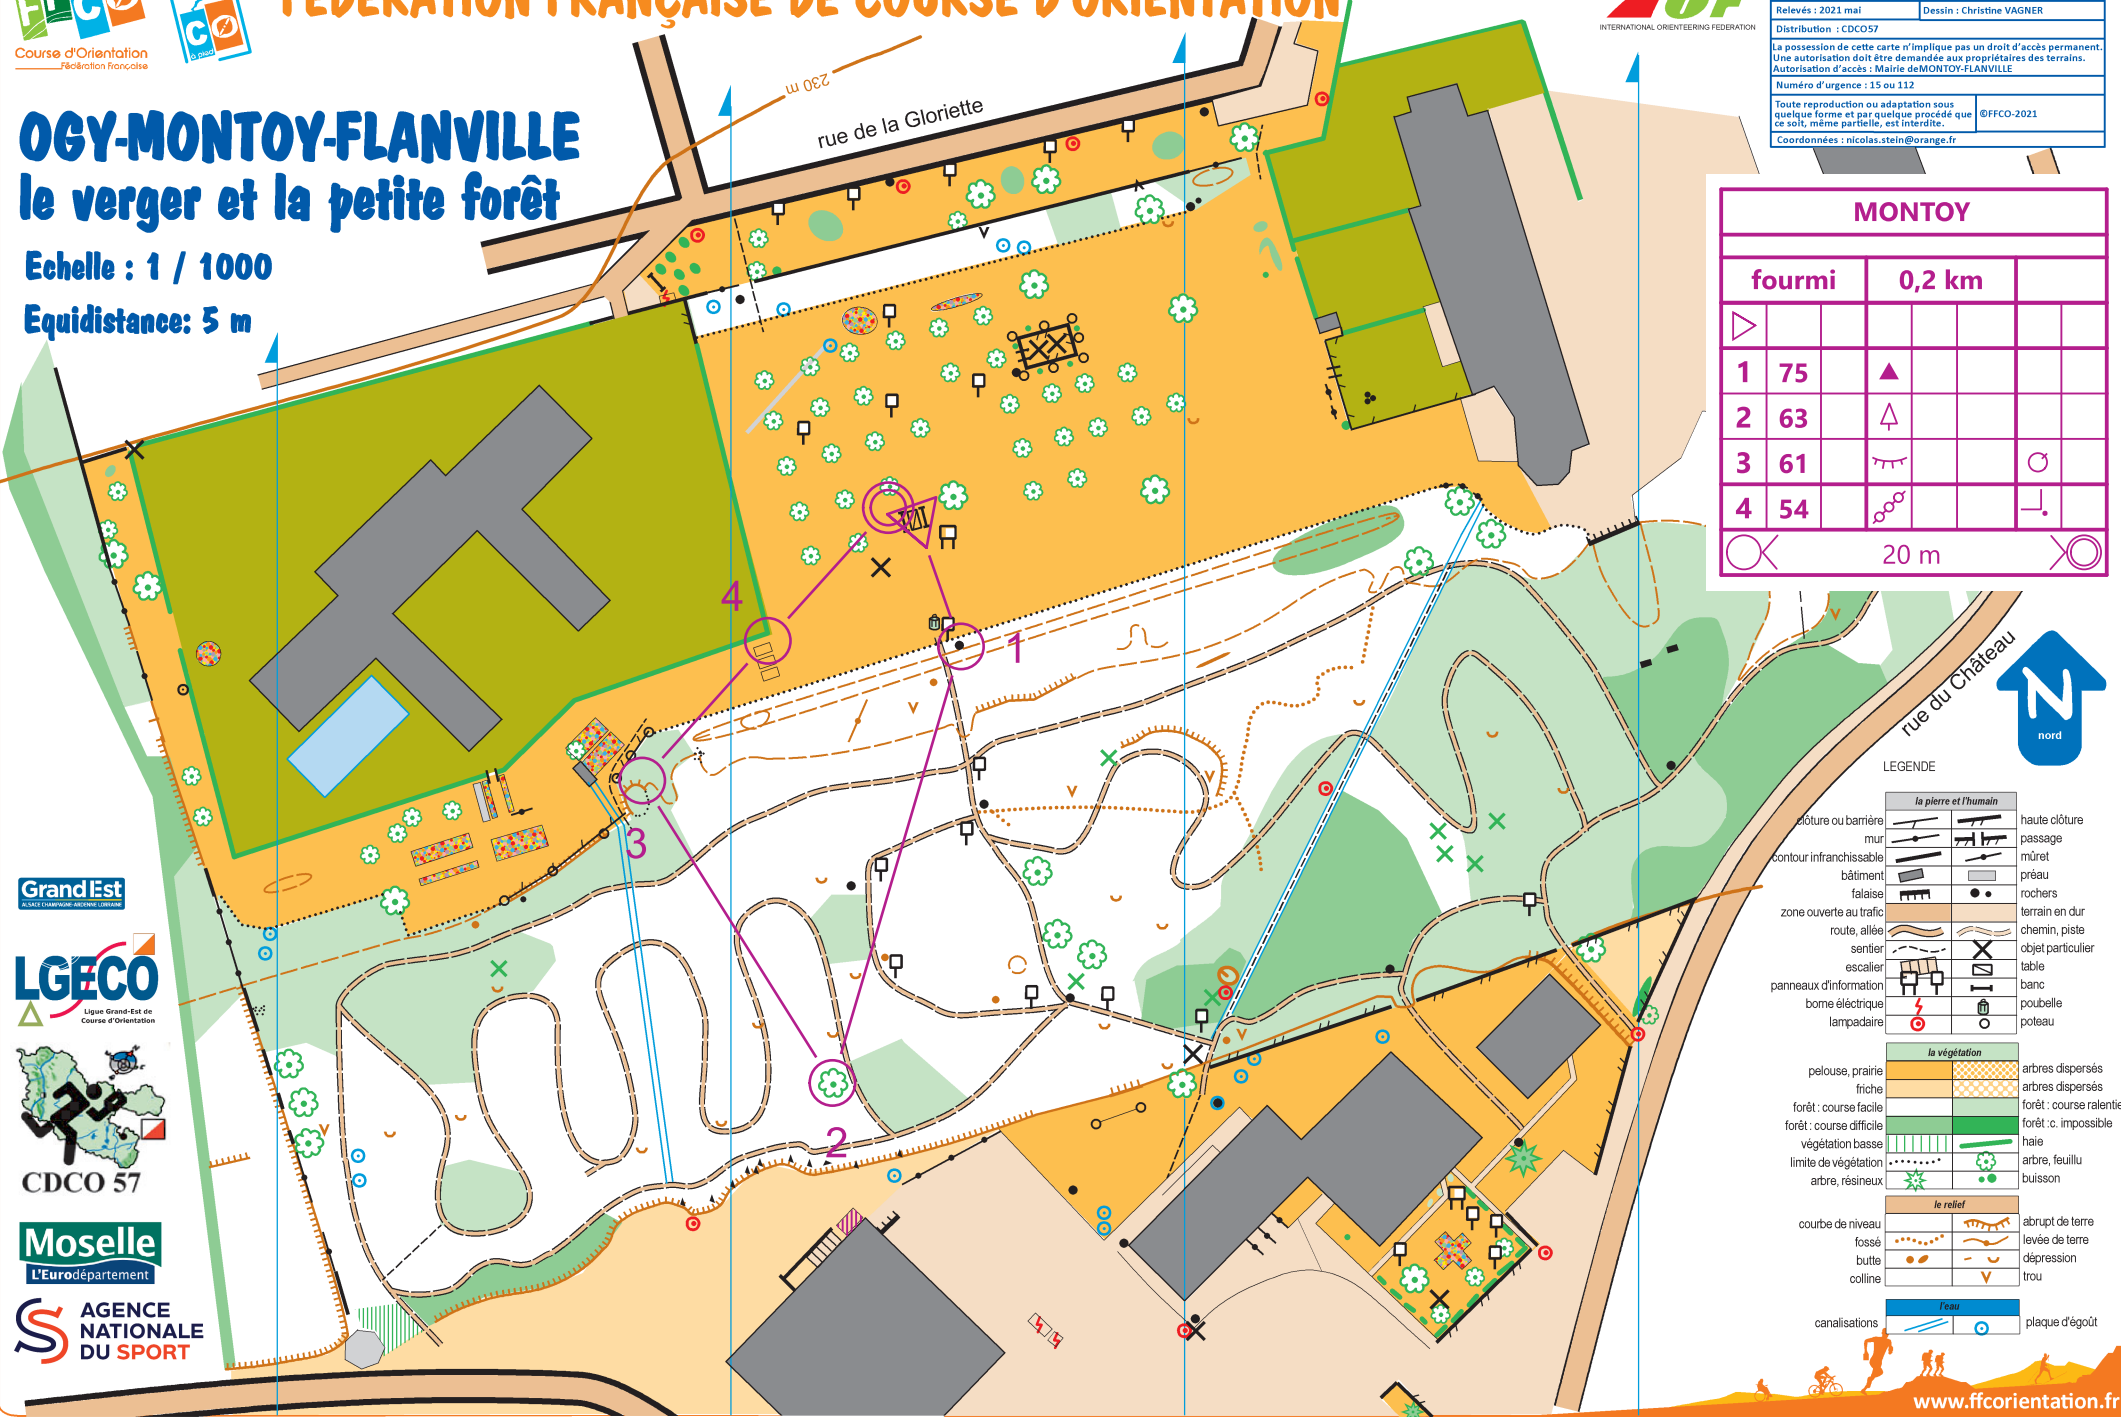 FÉDÉRATION FRANÇAISE DE COURSE D'ORIENTATION
FFCO
Course d'Orientation
Fédération Française
CO
à pied
INTERNATIONAL ORIENTEERING FEDERATION
Relevés : 2021 mai
Dessin : Christine VAGNER
Distribution : CDCO57
La possession de cette carte n'implique pas un droit d'accès permanent.
Une autorisation doit être demandée aux propriétaires des terrains.
Autorisation d'accès : Mairie deMONTOY-FLANVILLE
Numéro d'urgence : 15 ou 112
Toute reproduction ou adaptation sous
quelque forme et par quelque procédé que
ce soit, même partielle, est interdite.
©FFCO-2021
Coordonnées : nicolas.stein@orange.fr
OGY-MONTOY-FLANVILLE
le verger et la petite forêt
Echelle : 1 / 1000
Equidistance: 5 m
230 m
rue de la Gloriette
MONTOY
fourmi 0,2 km
1 75
2 63
3 61
4 54
20 m
4
1
3
2
rue du Château
N
nord
LEGENDE
la pierre et l'humain
clôture ou barrière
haute clôture
mur
passage
contour infranchissable
mûret
bâtiment
préau
falaise
rochers
zone ouverte au trafic
terrain en dur
route, allée
chemin, piste
sentier
objet particulier
escalier
table
panneaux d'information
banc
borne éléctrique
poubelle
lampadaire
poteau
la végétation
pelouse, prairie
arbres dispersés
friche
arbres dispersés
forêt : course facile
forêt : course ralentie
forêt : course difficile
forêt :c. impossible
végétation basse
haie
limite de végétation
arbre, feuillu
arbre, résineux
buisson
le relief
courbe de niveau
abrupt de terre
fossé
levée de terre
butte
dépression
colline
trou
l'eau
canalisations
plaque d'égoût
Grand Est
ALSACE CHAMPAGNE-ARDENNE LORRAINE
LGECO
Ligue Grand-Est de
Course d'Orientation
CDCO 57
Moselle
L'Eurodépartement
AGENCE
NATIONALE
DU SPORT
www.ffcorientation.fr